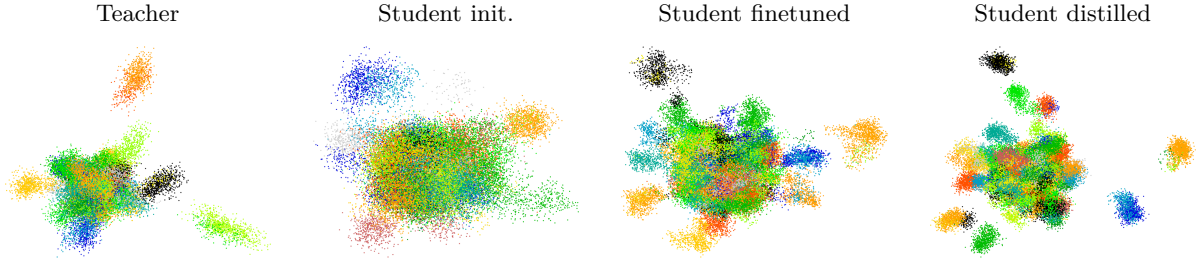 Teacher
Student init.
Student finetuned
Student distilled